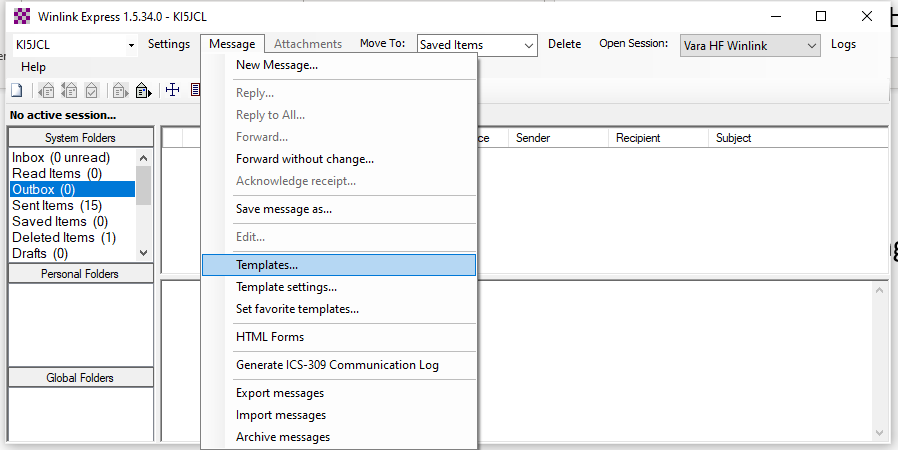 Winlink Express 1.5.34.0 - KI5JCL
KI5JCL Settings Message Attachments Move To: Saved Items Delete Open Session: Vara HF Winlink Logs
Help
No active session...
System Folders
Inbox (0 unread)
Read Items (0)
Outbox (0)
Sent Items (15)
Saved Items (0)
Deleted Items (1)
Drafts (0)
Personal Folders
Global Folders
New Message...
Reply...
Reply to All...
Forward...
Forward without change...
Acknowledge receipt...
Save message as...
Edit...
Templates...
Template settings...
Set favorite templates...
HTML Forms
Generate ICS-309 Communication Log
Export messages
Import messages
Archive messages
Sender Recipient Subject